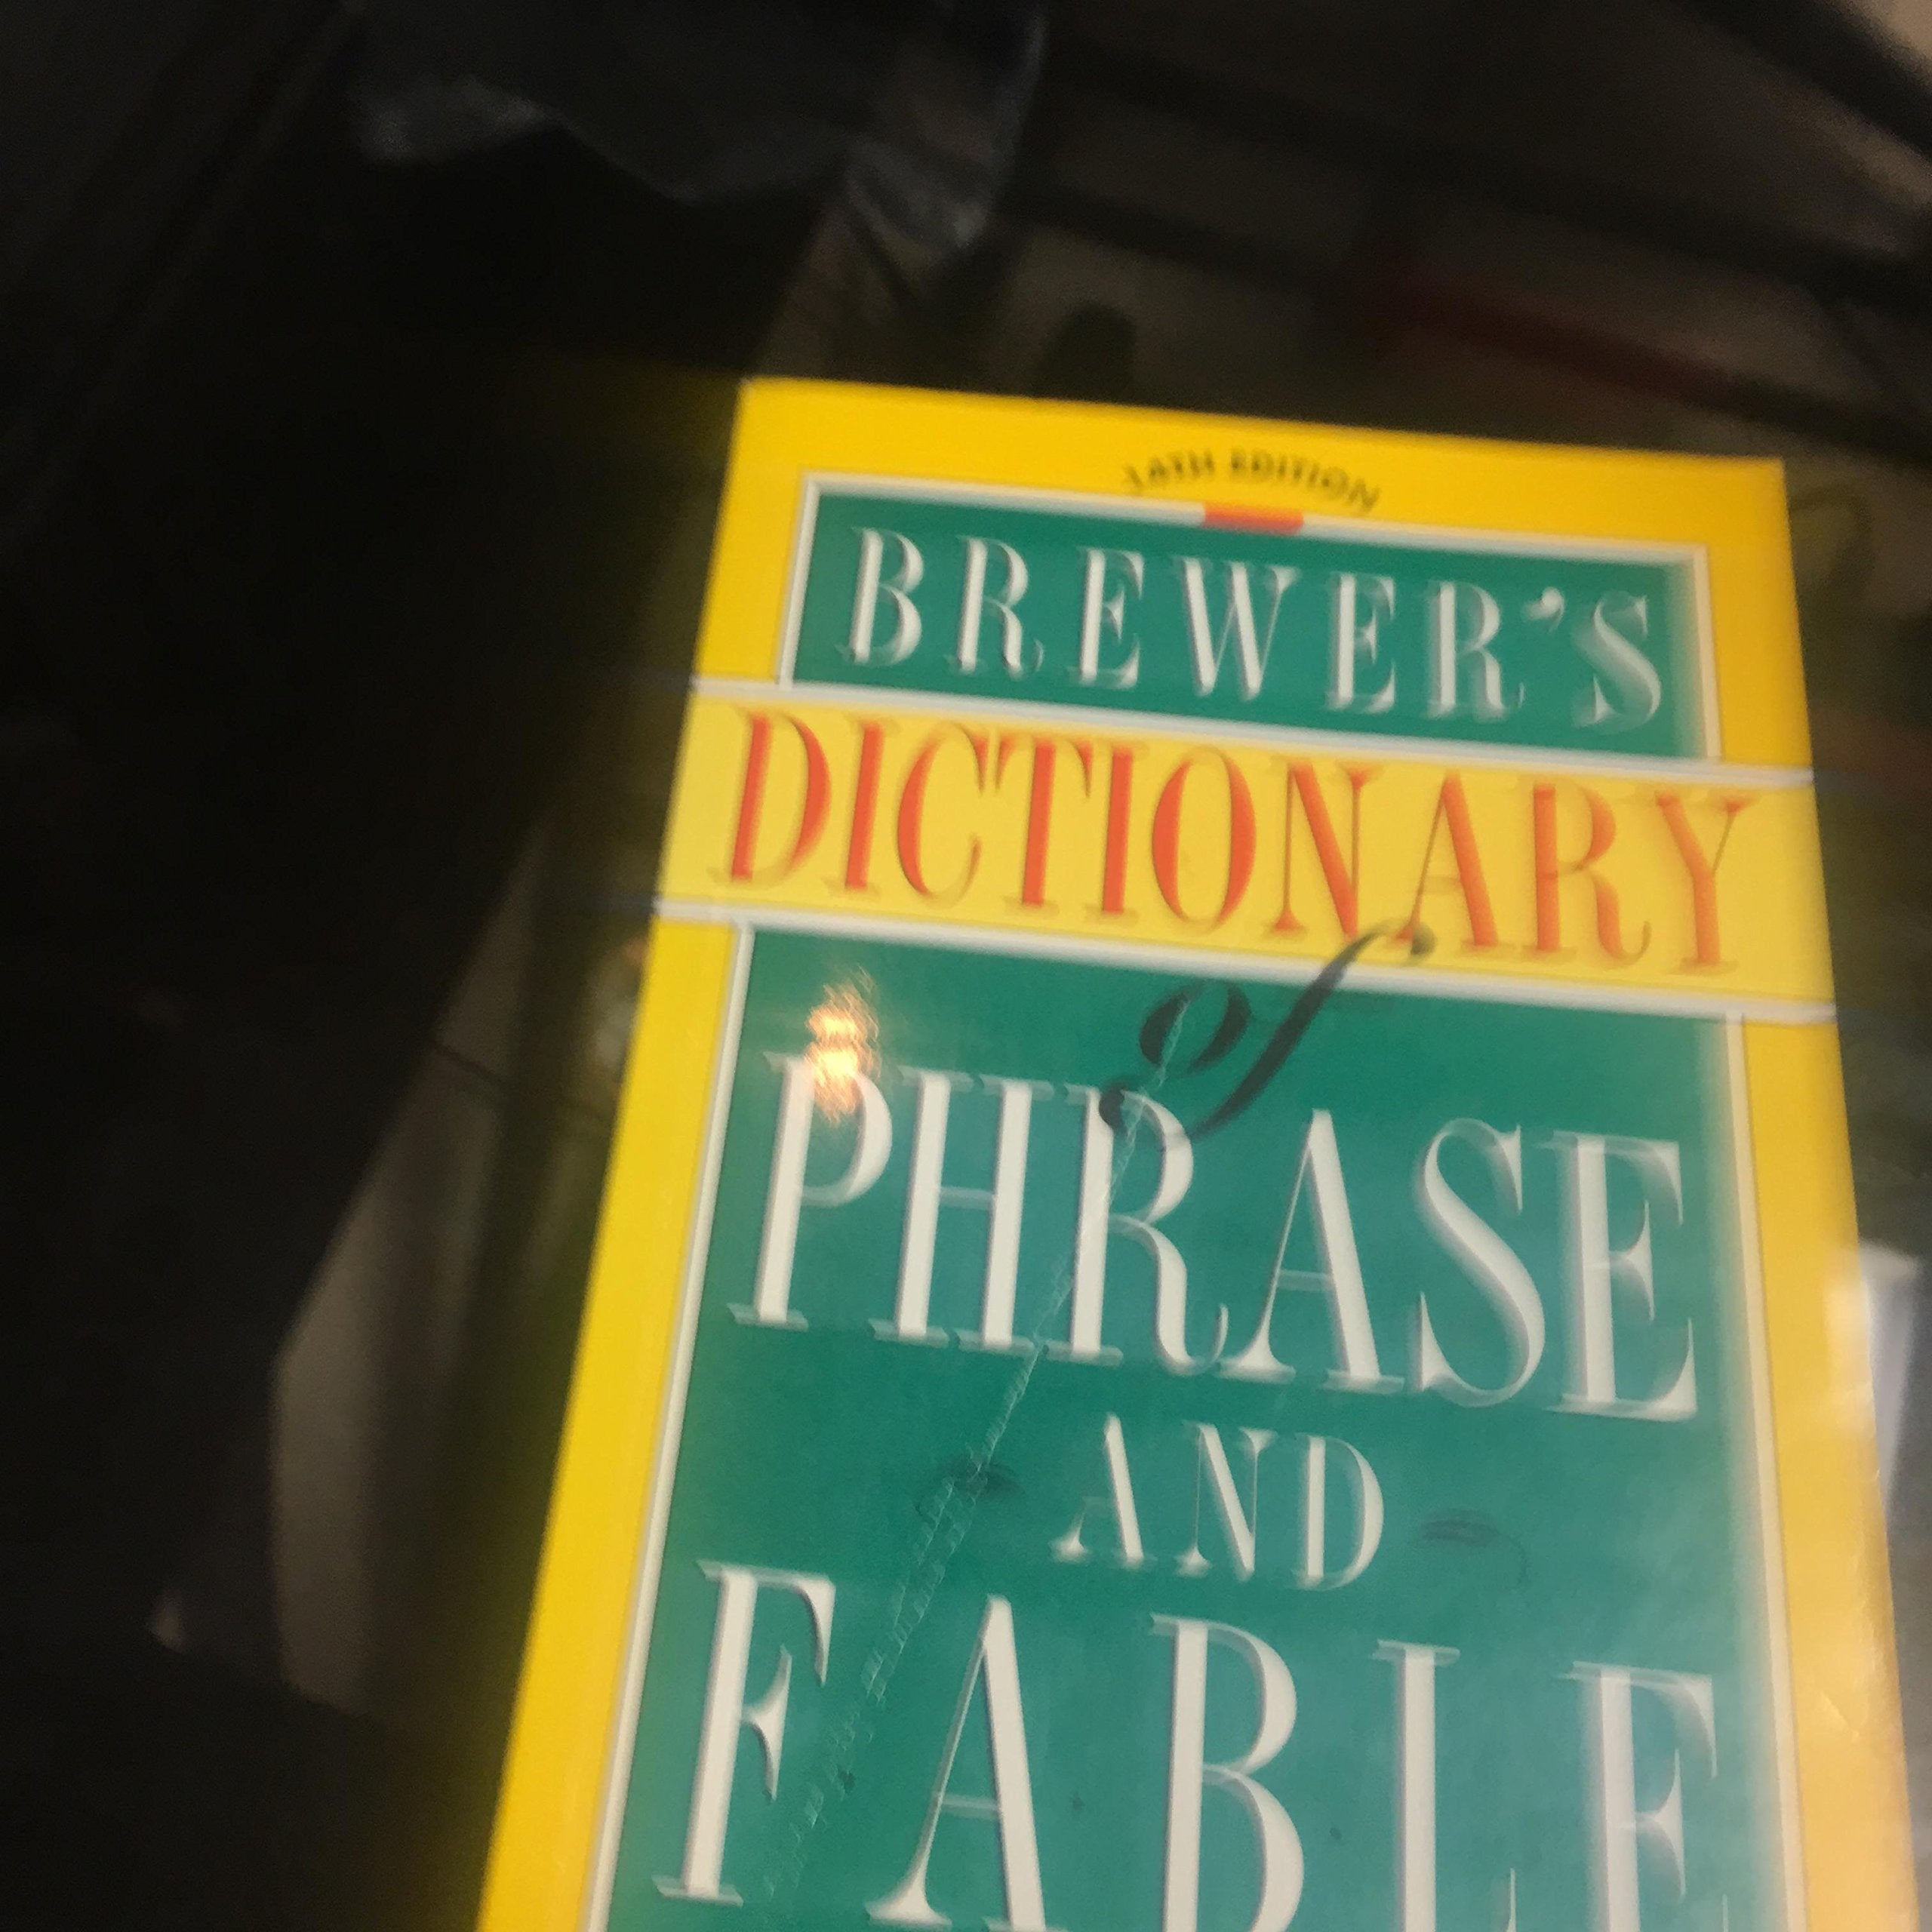 14TH EDITION
BREWER'S
DICTIONARY
of
PHRASE
AND
FABLE